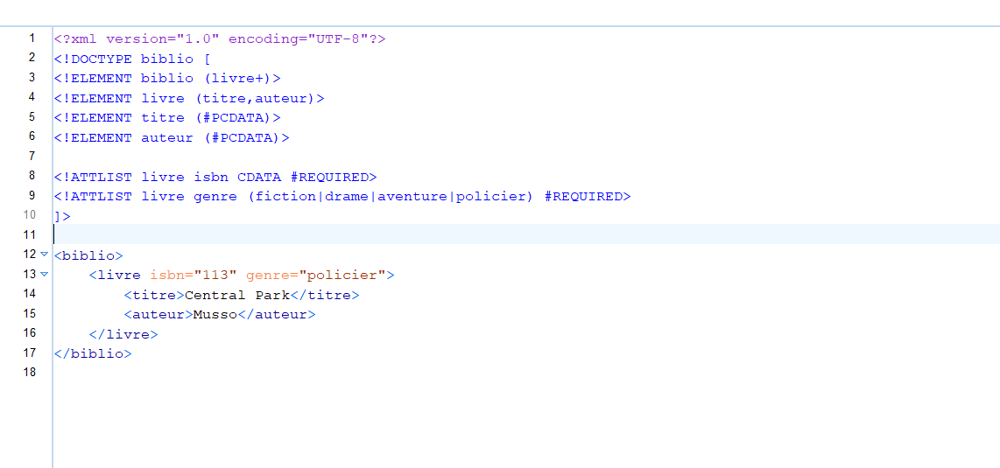 1 <?xml version="1.0" encoding="UTF-8"?>
2 <!DOCTYPE biblio [
3 <!ELEMENT biblio (livre+)>
4 <!ELEMENT livre (titre,auteur)>
5 <!ELEMENT titre (#PCDATA)>
6 <!ELEMENT auteur (#PCDATA)>
7
8 <!ATTLIST livre isbn CDATA #REQUIRED>
9 <!ATTLIST livre genre (fiction|drame|aventure|policier) #REQUIRED>
10 ]>
11
12 <biblio>
13     <livre isbn="113" genre="policier">
14         <titre>Central Park</titre>
15         <auteur>Musso</auteur>
16     </livre>
17 </biblio>
18